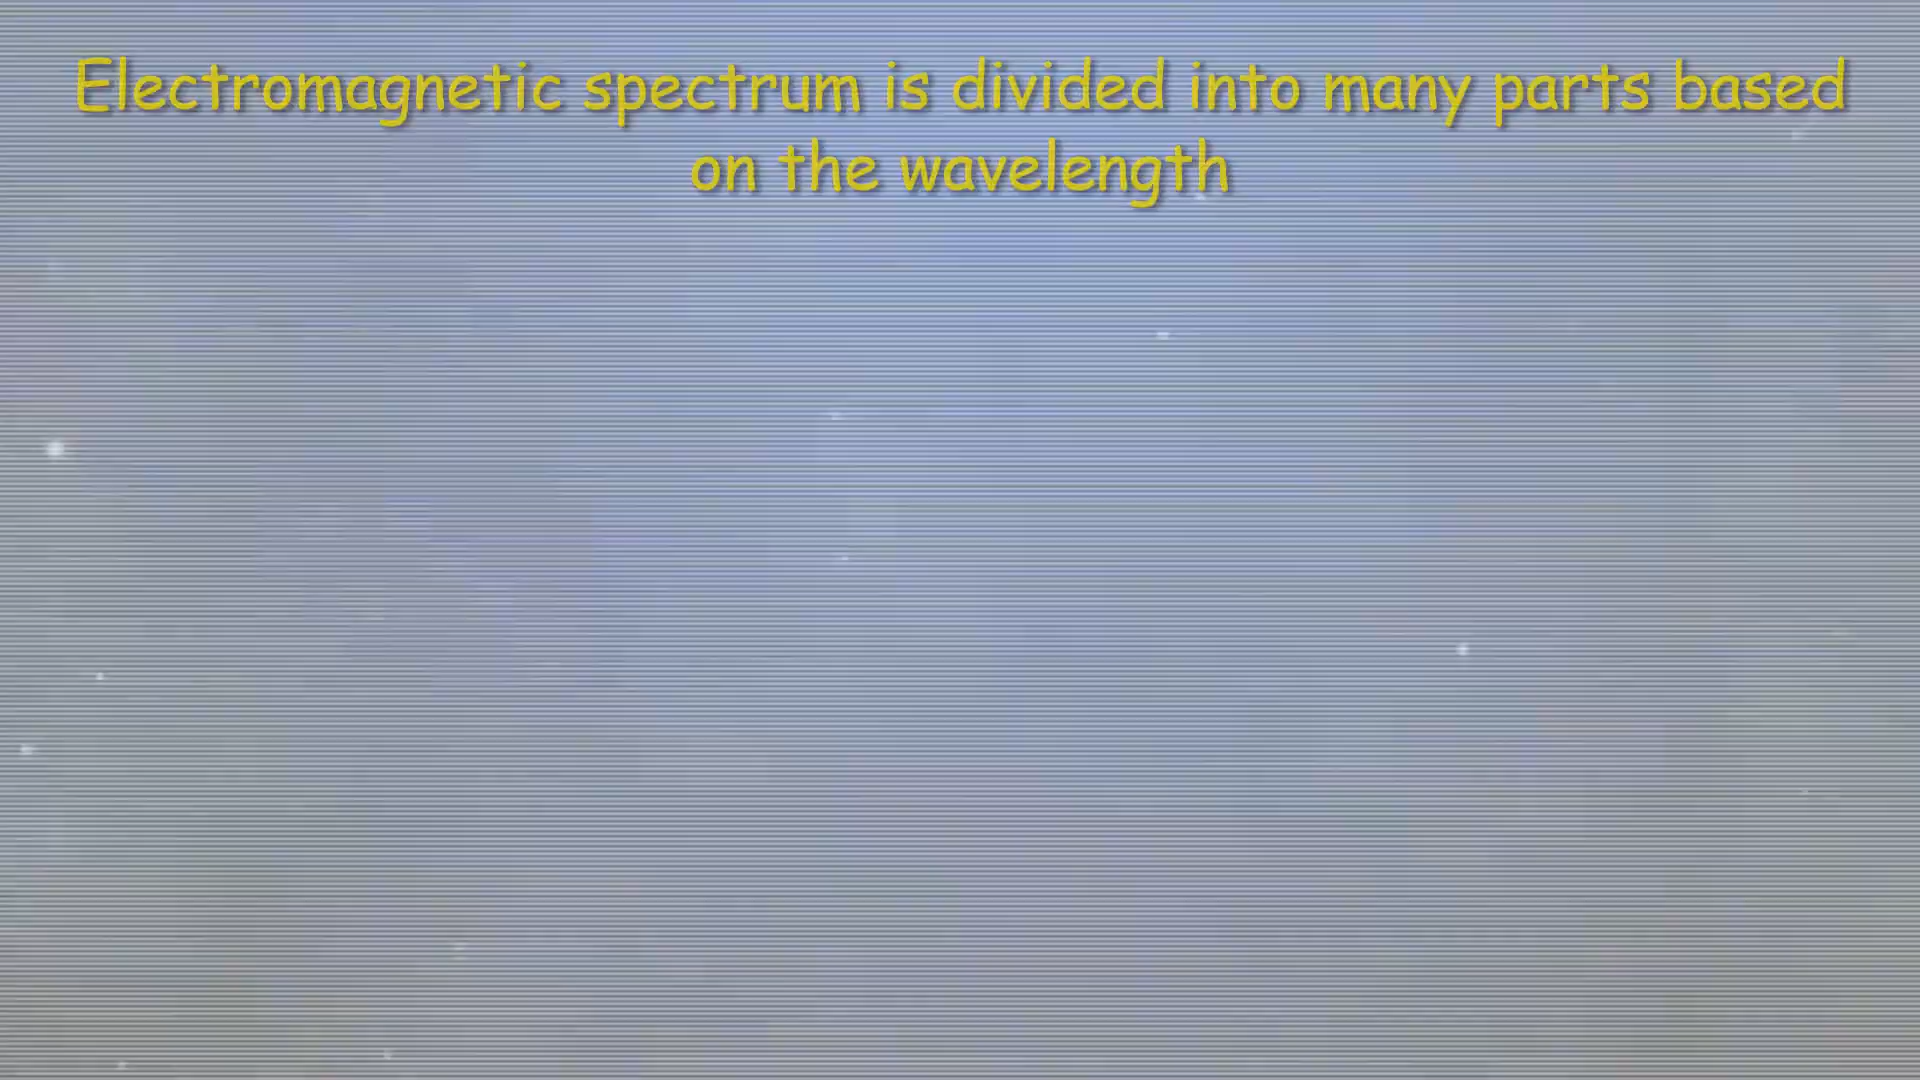 Electromagnetic spectrum is divided into many parts based
on the wavelength